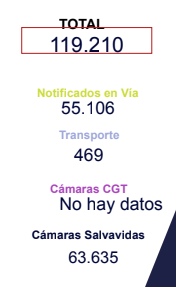 TOTAL
119.210
Notificados en Vía
55.106
Transporte
469
Cámaras CGT
No hay datos
Cámaras Salvavidas
63.635